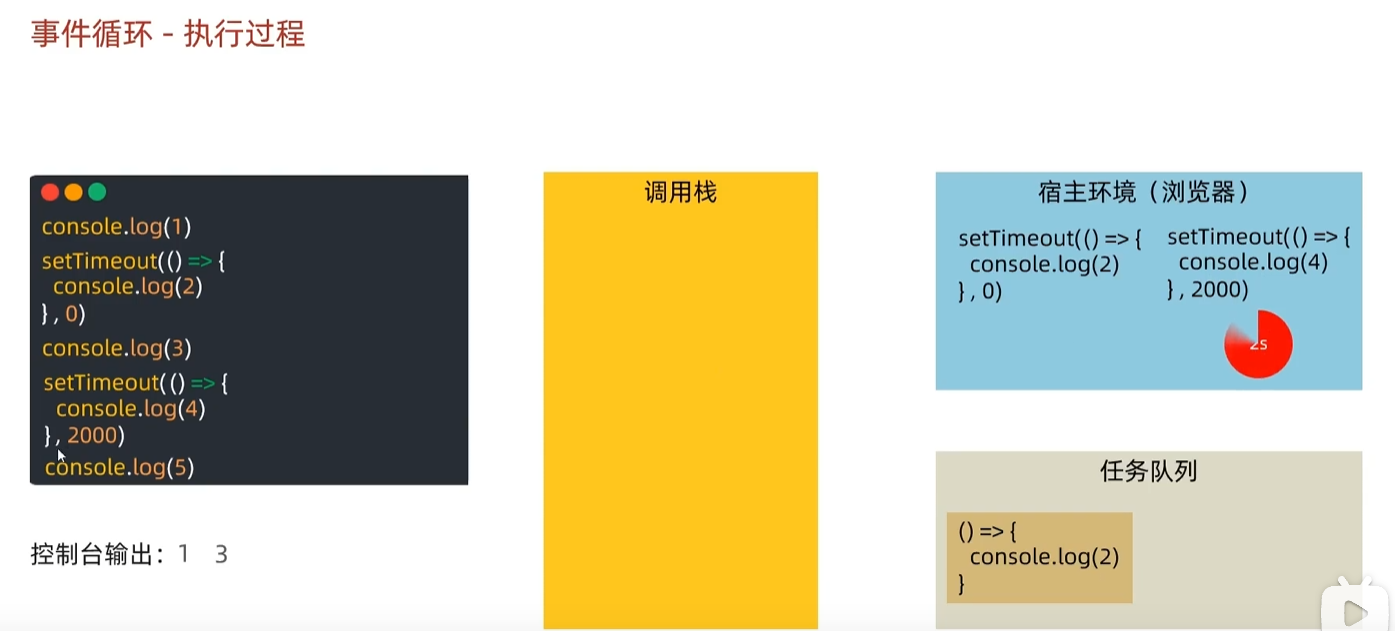 事件循环 - 执行过程
console.log(1)
setTimeout(() => {
console.log(2)
} , 0)
console.log(3)
setTimeout(() => {
console.log(4)
}, 2000)
console.log(5)
控制台输出：1 3
调用栈
宿主环境（浏览器）
setTimeout(() => {
console.log(2)
} , 0)
setTimeout(() => {
console.log(4)
} , 2000)
2s
任务队列
() => {
console.log(2)
}